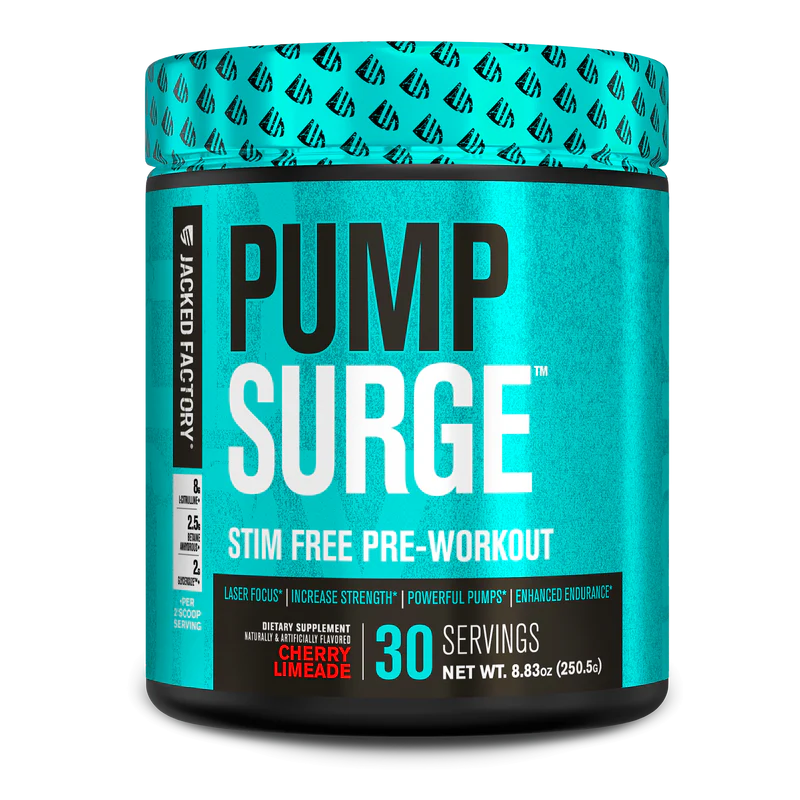 JACKED FACTORY®
PUMP
SURGE™
STIM FREE PRE-WORKOUT
8g
L-CITRULLINE+
2.5g
BETAINE
ANHYDROUS+
2g
GLYCERSIZE™+
+PER
2 SCOOP
SERVING
LASER FOCUS* | INCREASE STRENGTH* | POWERFUL PUMPS* | ENHANCED ENDURANCE*
DIETARY SUPPLEMENT
NATURALLY & ARTIFICIALLY FLAVORED
CHERRY
LIMEADE
30 SERVINGS
NET WT. 8.83oz (250.5g)